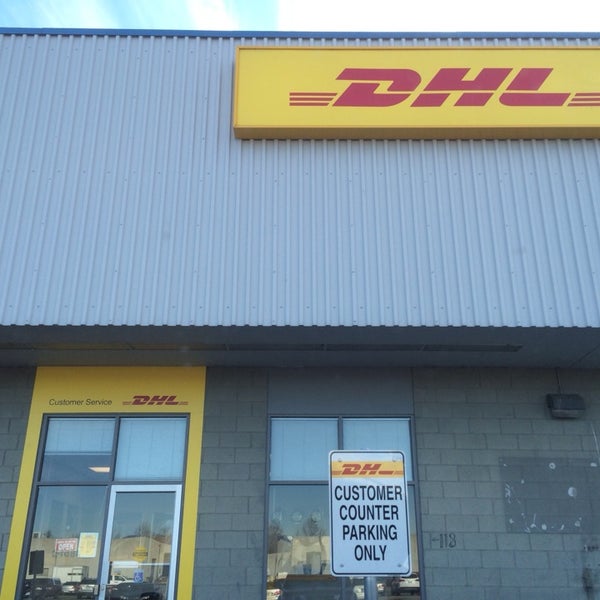 DHL
Customer Service DHL
DHL
CUSTOMER
COUNTER
PARKING
ONLY
OPEN